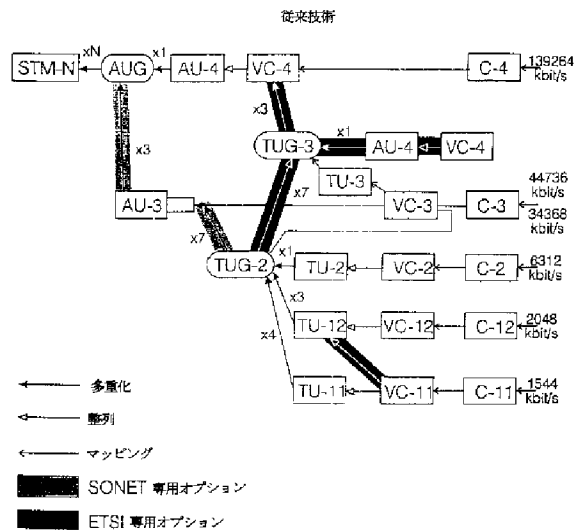 従来技術
STM-N
xN
AUG
x1
AU-4
VC-4
C-4
139264
kbit/s
x3
x3
TUG-3
x1
AU-4
VC-4
TU-3
x7
44736
kbit/s
AU-3
VC-3
C-3
34368
kbit/s
x7
TUG-2
x1
TU-2
VC-2
C-2
6312
kbit/s
x3
TU-12
VC-12
C-12
2048
kbit/s
x4
TU-11
VC-11
C-11
1544
kbit/s
多重化
整列
マッピング
SONET 専用オプション
ETSI 専用オプション